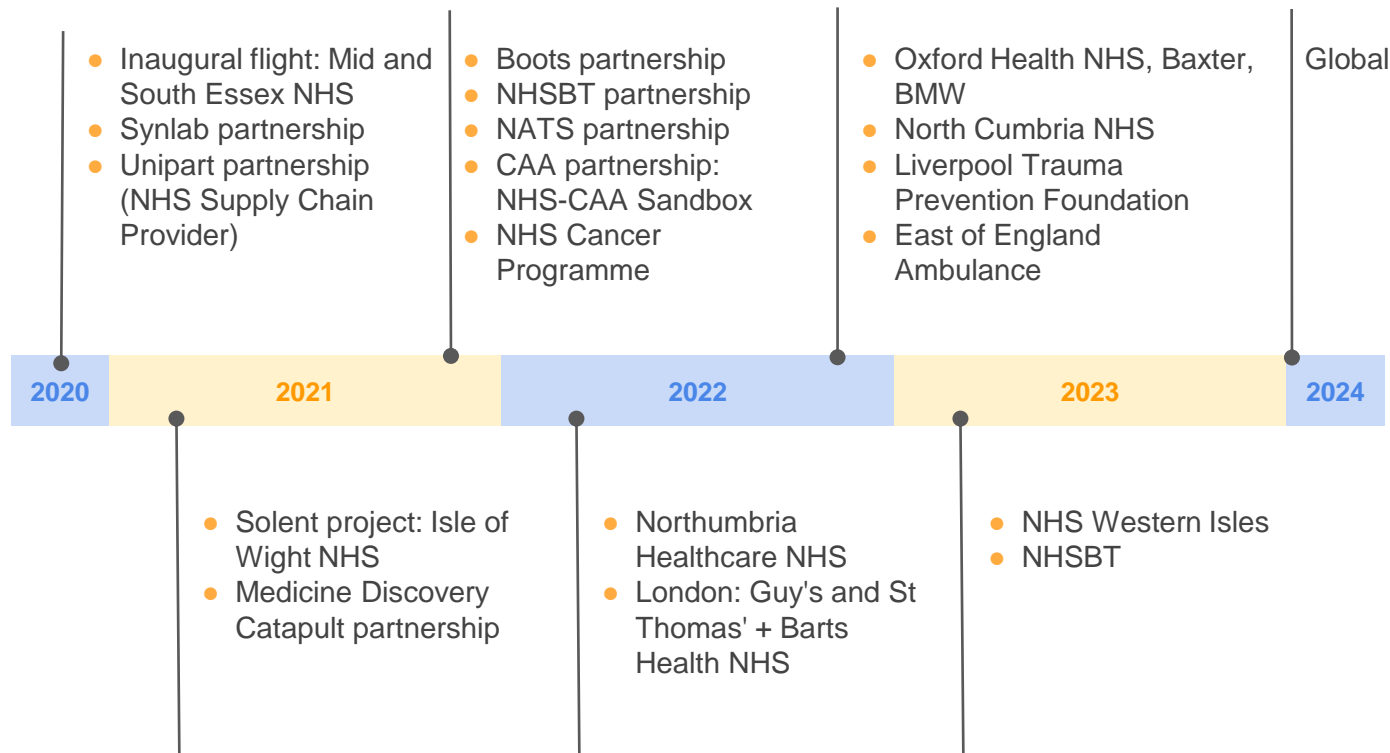 ● Inaugural flight: Mid and
South Essex NHS
● Synlab partnership
● Unipart partnership
(NHS Supply Chain
Provider)
● Boots partnership
● NHSBT partnership
● NATS partnership
● CAA partnership:
NHS-CAA Sandbox
● NHS Cancer
Programme
● Oxford Health NHS, Baxter,
BMW
● North Cumbria NHS
● Liverpool Trauma
Prevention Foundation
● East of England
Ambulance
Global
2020
2021
2022
2023
2024
● Solent project: Isle of
Wight NHS
● Medicine Discovery
Catapult partnership
● Northumbria
Healthcare NHS
● London: Guy's and St
Thomas' + Barts
Health NHS
● NHS Western Isles
● NHSBT